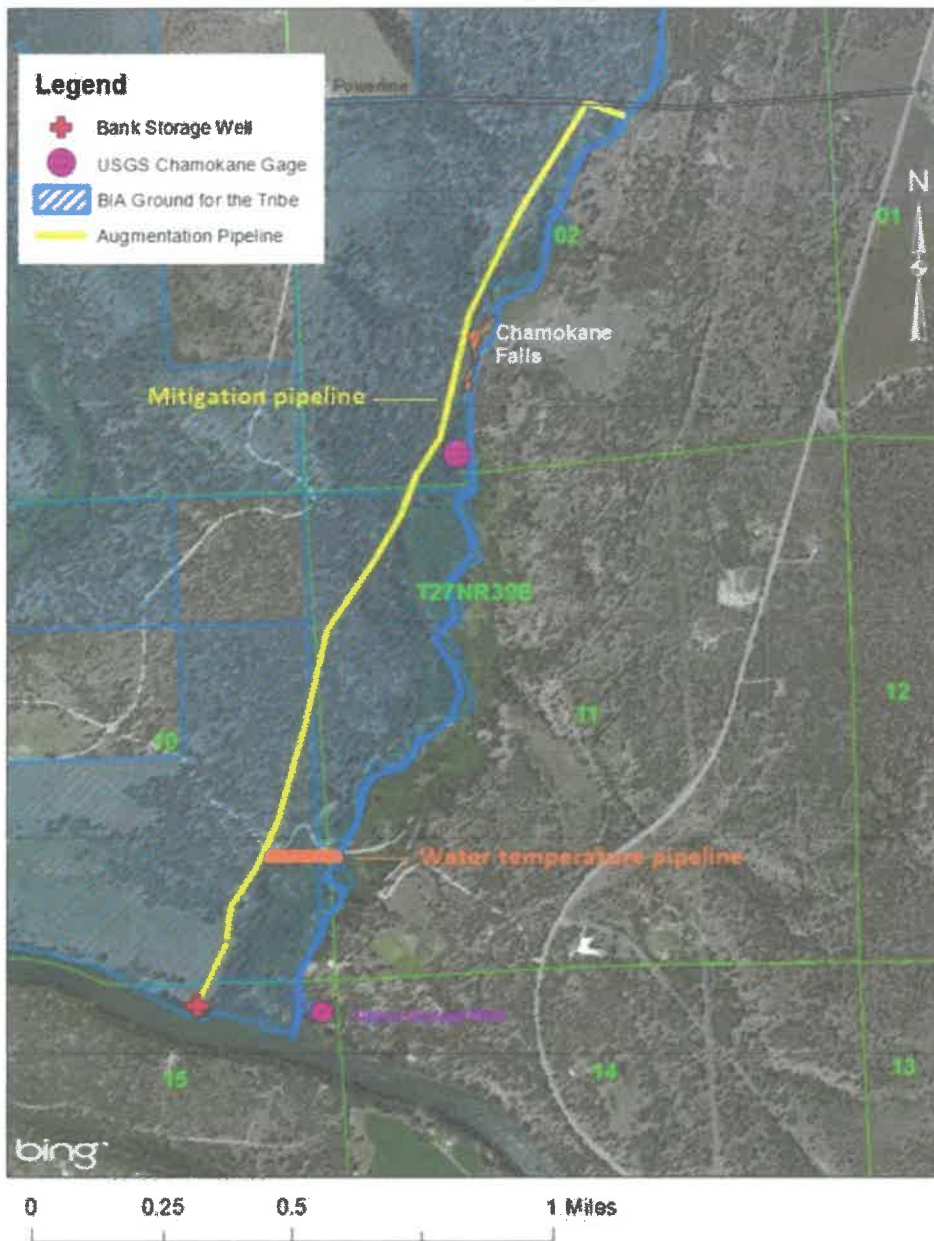 Legend
Bank Storage Well
USGS Chamokane Gage
BIA Ground for the Tribe
Augmentation Pipeline
Powerline
N
01
02
Chamokane
Falls
Mitigation pipeline
T27NR39E
11
12
10
Water temperature pipeline
15
14
13
bing
0 0.25 0.5 1 Miles